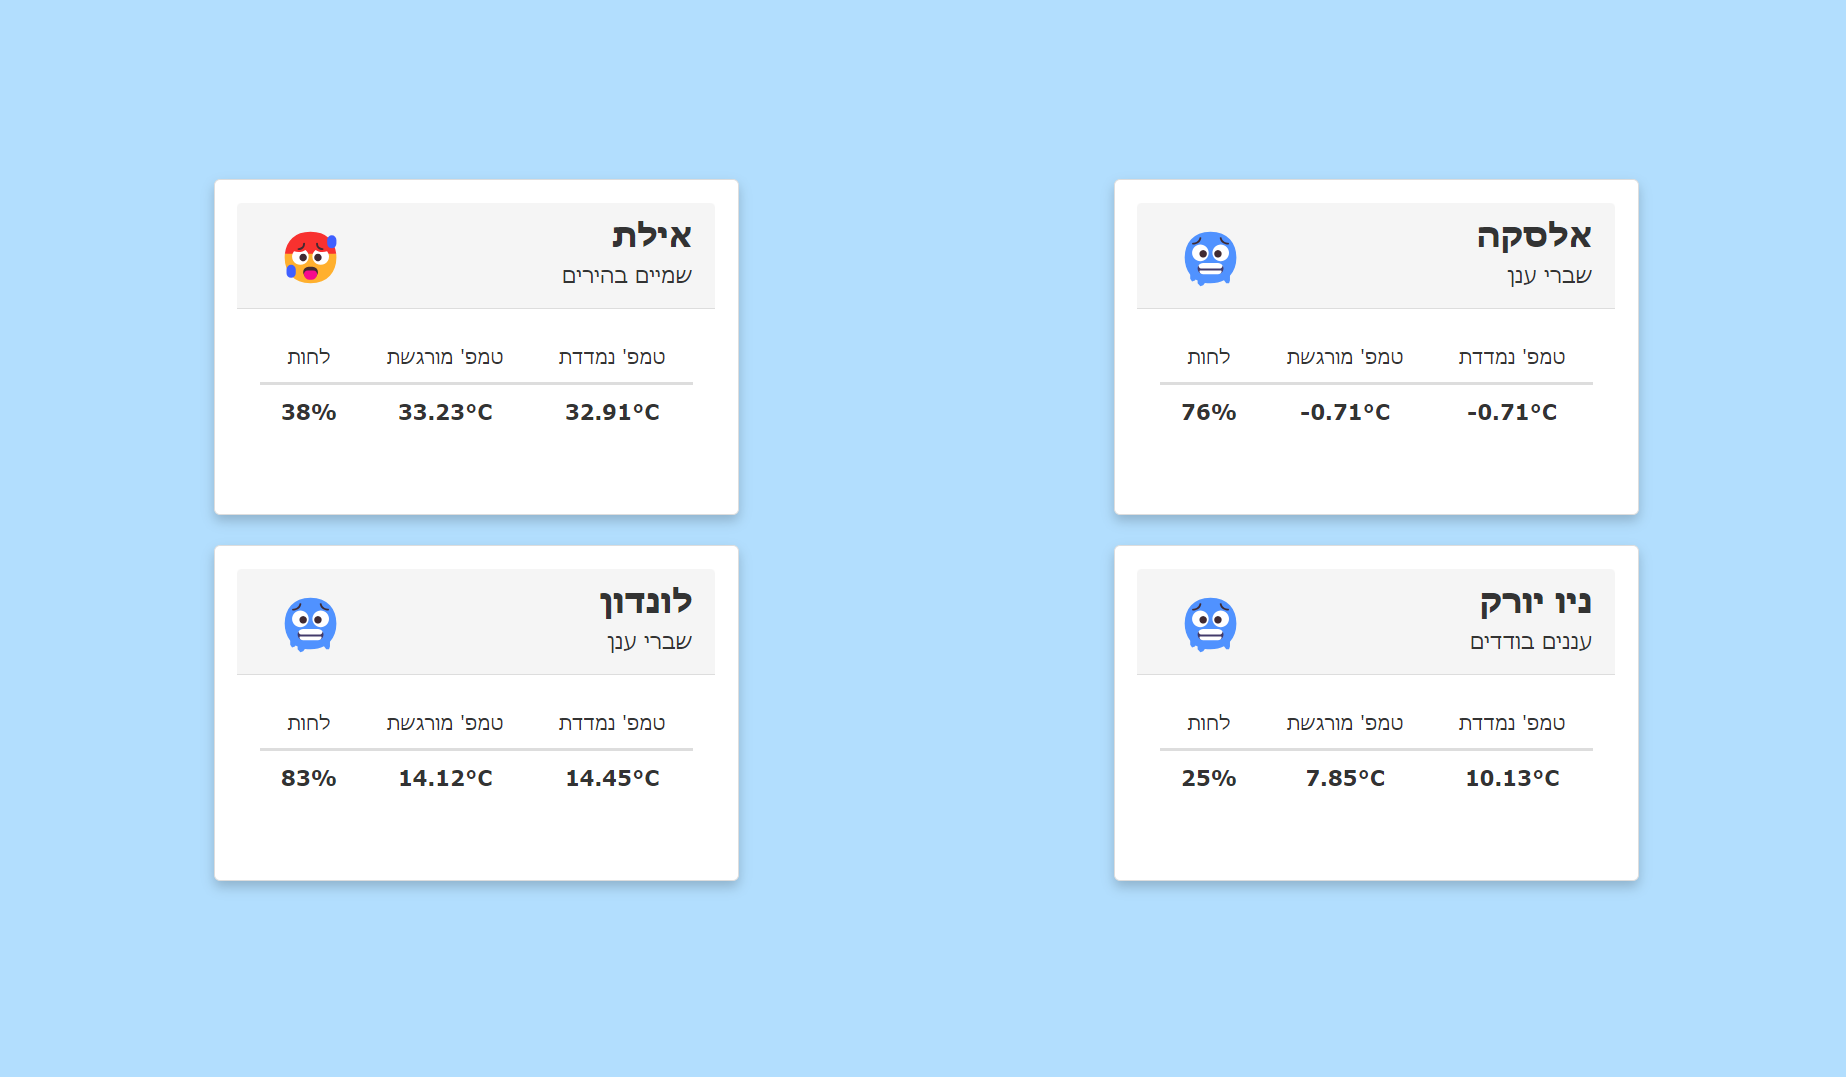 אלסקה
שברי ענן
טמפ' נמדדת טמפ' מורגשת לחות
-0.71°C -0.71°C 76%
אילת
שמיים בהירים
טמפ' נמדדת טמפ' מורגשת לחות
32.91°C 33.23°C 38%
ניו יורק
עננים בודדים
טמפ' נמדדת טמפ' מורגשת לחות
10.13°C 7.85°C 25%
לונדון
שברי ענן
טמפ' נמדדת טמפ' מורגשת לחות
14.45°C 14.12°C 83%